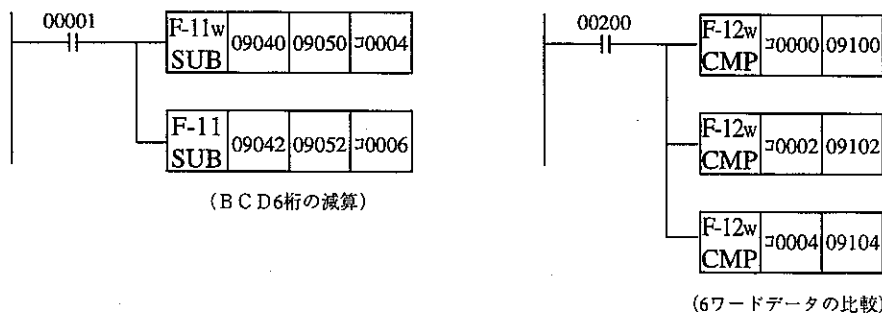 00001
F-11w SUB 09040 09050 コ0004
F-11 SUB 09042 09052 コ0006
(BCD6桁の減算)
00200
F-12w CMP コ0000 09100
F-12w CMP コ0002 09102
F-12w CMP コ0004 09104
(6ワードデータの比較)